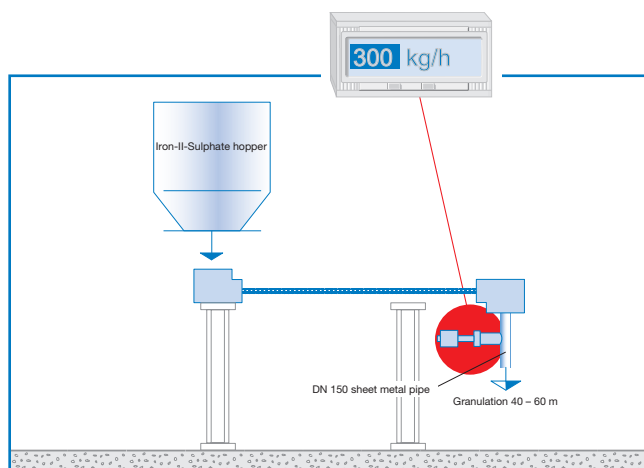 300 kg/h
Iron-II-Sulphate hopper
DN 150 sheet metal pipe
Granulation 40 – 60 m